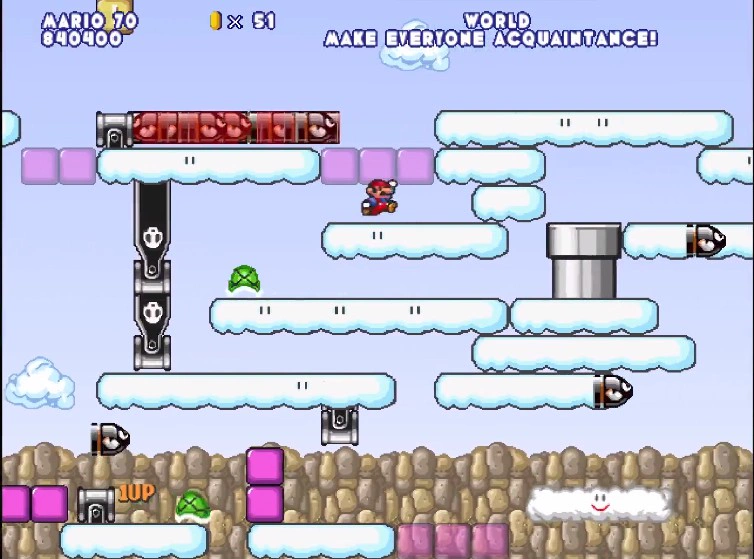 MARIO 70
× 51
WORLD
840400
MAKE EVERYONE ACQUAINTANCE!
1UP